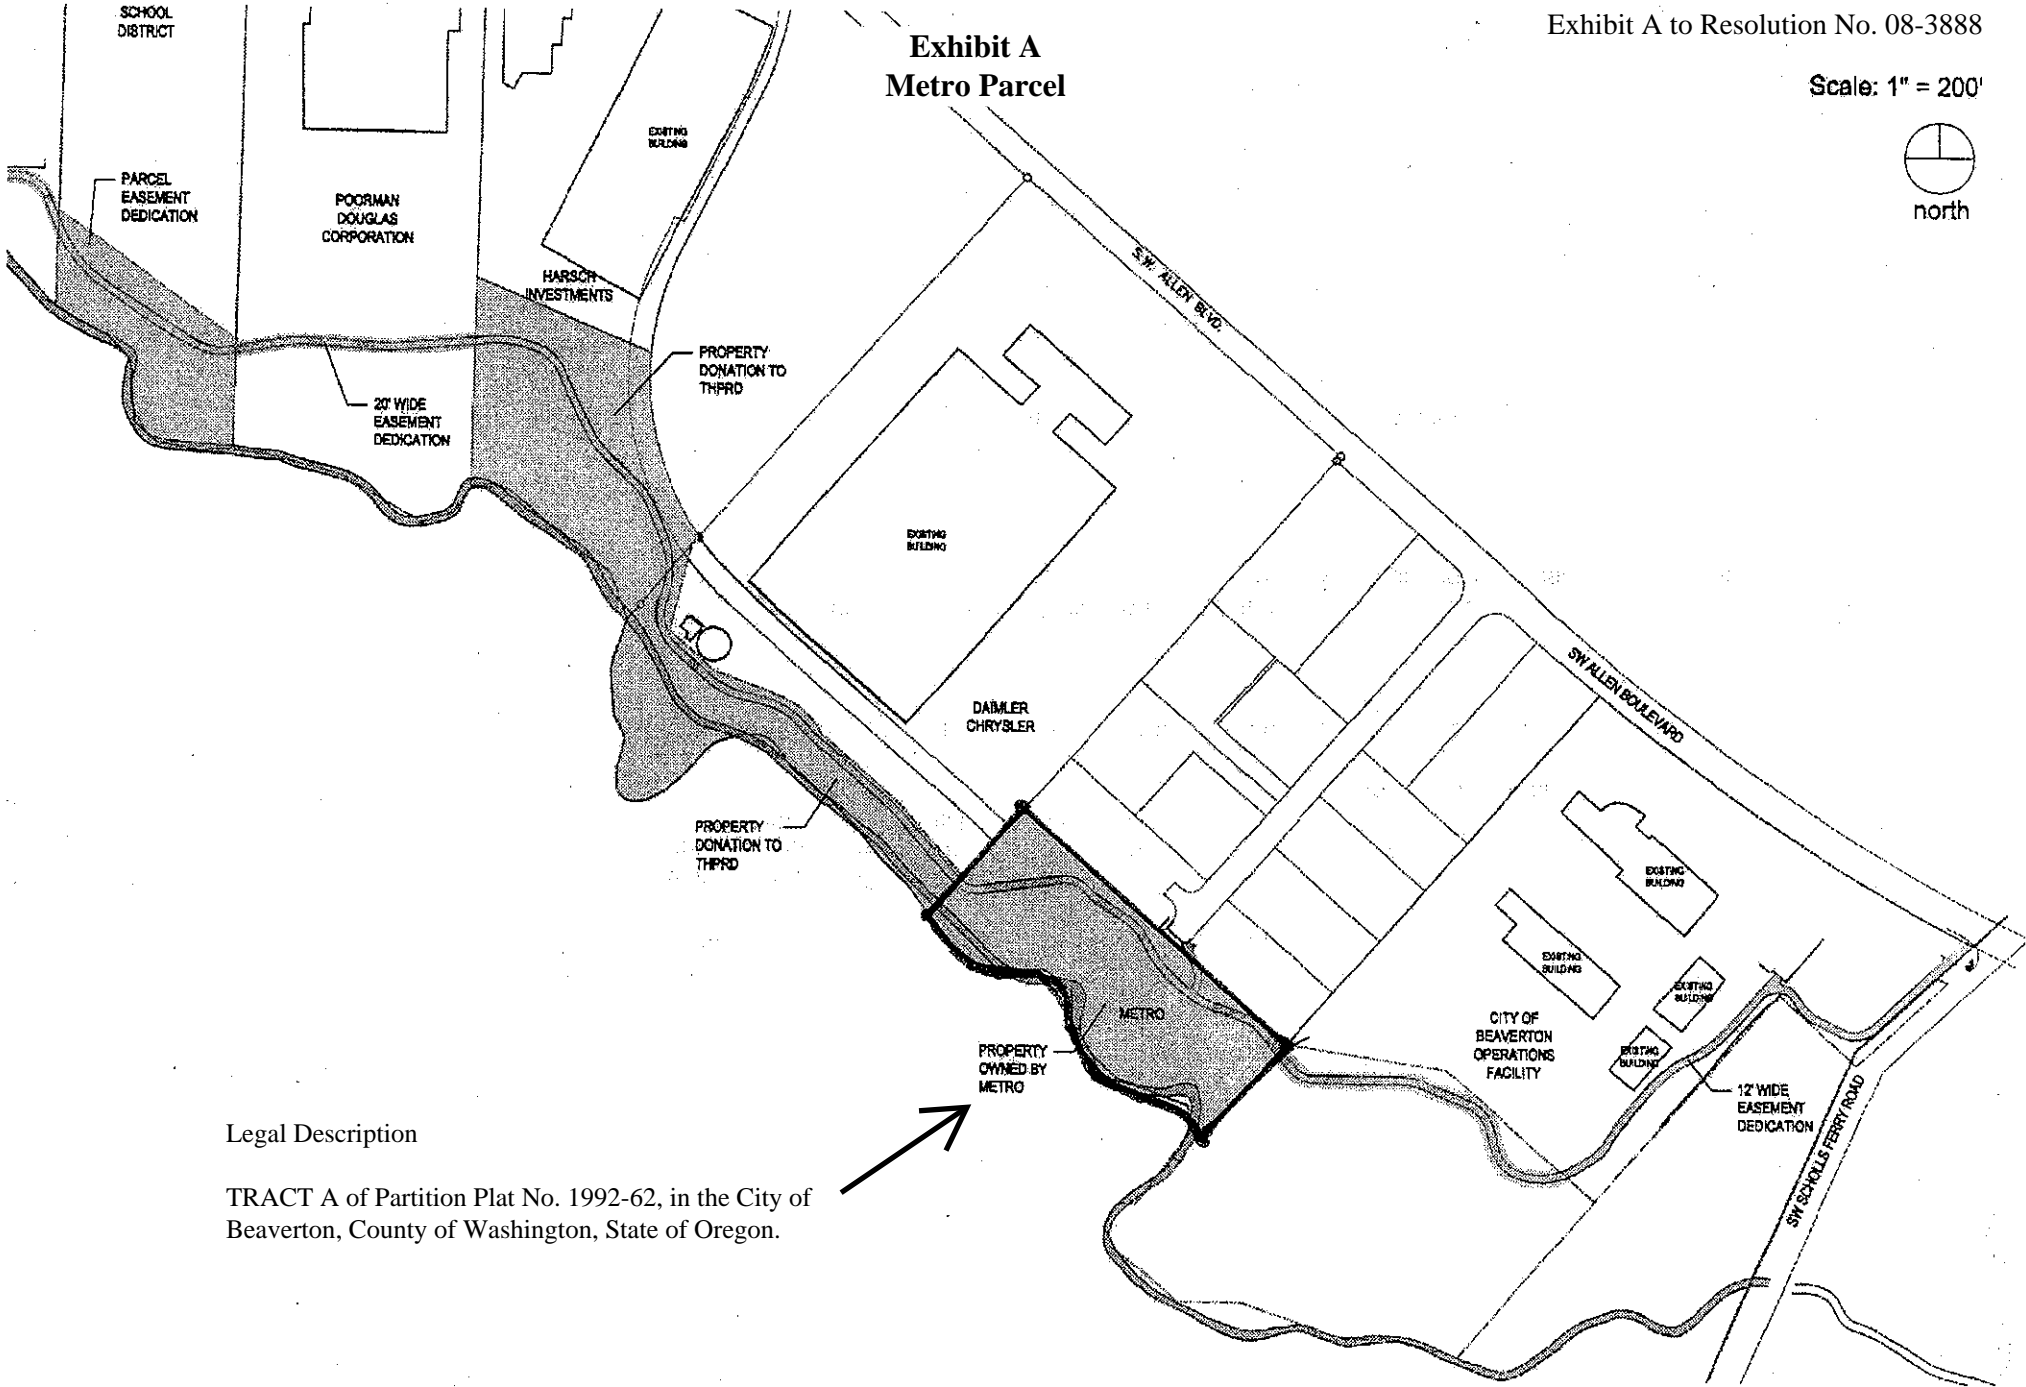 SCHOOL
DISTRICT
Exhibit A
Metro Parcel
Exhibit A to Resolution No. 08-3888
Scale: 1" = 200'
north
EXISTING
BUILDING
PARCEL
EASEMENT
DEDICATION
POORMAN
DOUGLAS
CORPORATION
HARSCH
INVESTMENTS
S.W. ALLEN BLVD.
PROPERTY
DONATION TO
THPRD
20' WIDE
EASEMENT
DEDICATION
EXISTING
BUILDING
SW ALLEN BOULEVARD
DAIMLER
CHRYSLER
PROPERTY
DONATION TO
THPRD
EXISTING
BUILDING
EXISTING
BUILDING
EXISTING
BUILDING
EXISTING
BUILDING
METRO
CITY OF
BEAVERTON
OPERATIONS
FACILITY
PROPERTY
OWNED BY
METRO
12' WIDE
EASEMENT
DEDICATION
SW SCHOLLS FERRY ROAD
Legal Description
TRACT A of Partition Plat No. 1992-62, in the City of
Beaverton, County of Washington, State of Oregon.